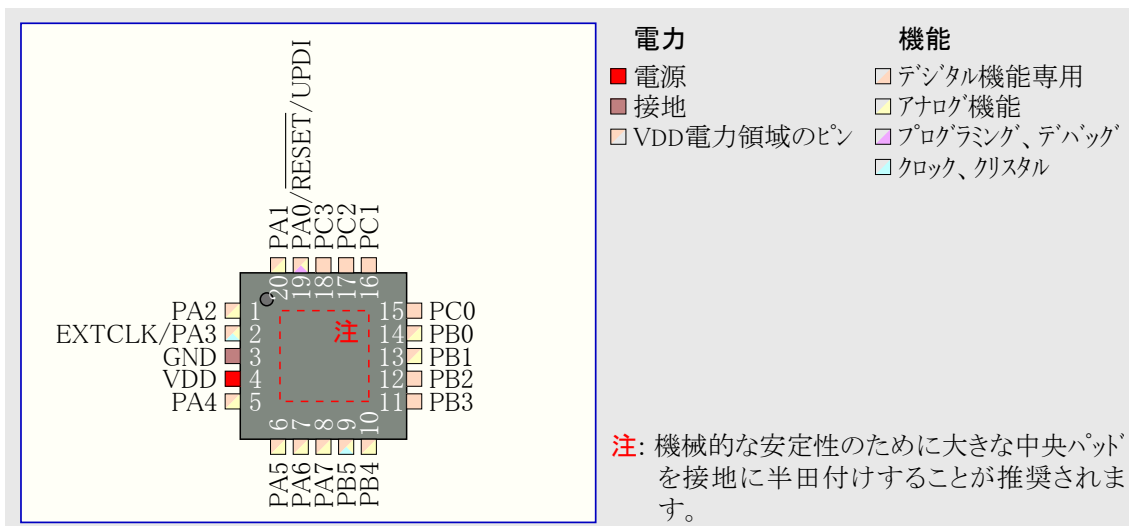 電力
機能
電源
接地
VDD電力領域のピン
デジタル機能専用
アナログ機能
プログラミング、デバッグ
クロック、クリスタル
PA1
PA0/RESET/UPDI
PC3
PC2
PC1
20
19
18
17
16
PA2 1
EXTCLK/PA3 2
GND 3
VDD 4
PA4 5
15 PC0
14 PB0
13 PB1
12 PB2
11 PB3
注
6
7
8
9
10
PA5
PA6
PA7
PB5
PB4
注: 機械的な安定性のために大きな中央パッド
を接地に半田付けすることが推奨されま
す。